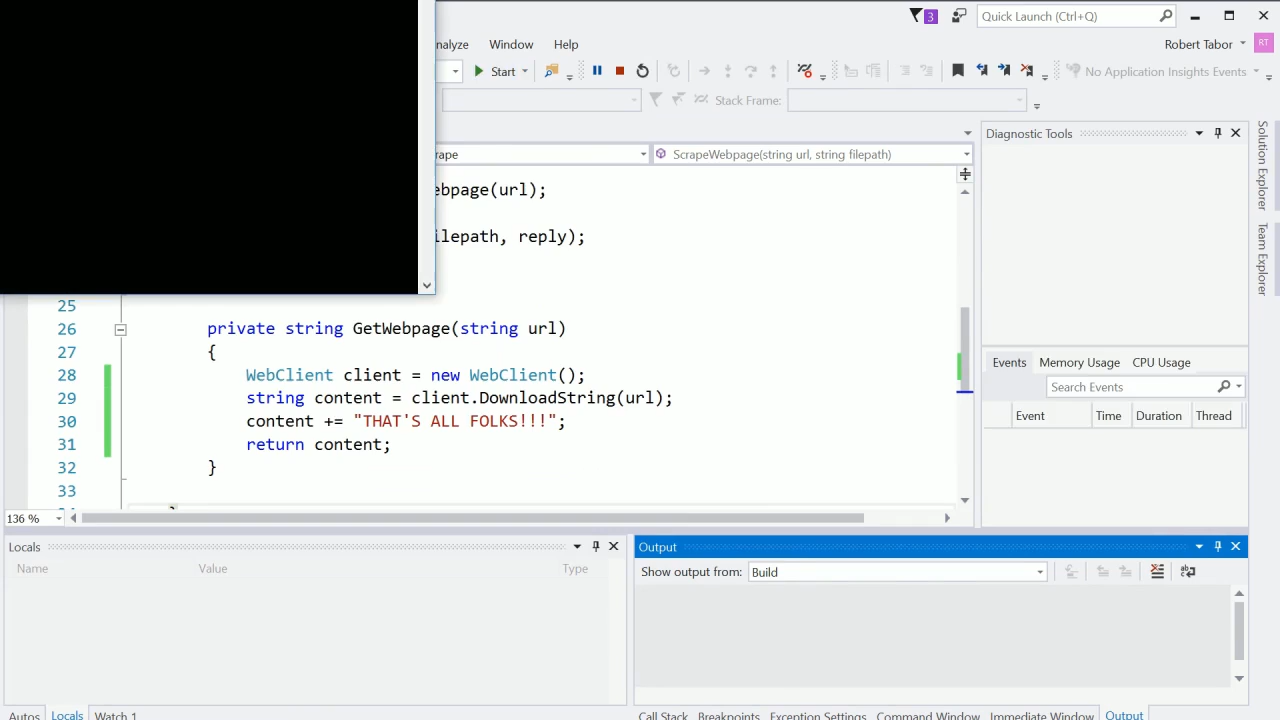 3
Quick Launch (Ctrl+Q)
nalyze Window Help
Robert Tabor RT
Start
No Application Insights Events
Stack Frame:
Diagnostic Tools
rape
ScrapeWebpage(string url, string filepath)
Solution Explorer
Team Explorer
ebpage(url);
ilepath, reply);
25
26 private string GetWebpage(string url)
27 {
28 WebClient client = new WebClient();
29 string content = client.DownloadString(url);
30 content += "THAT'S ALL FOLKS!!!";
31 return content;
32 }
33
136 %
Events Memory Usage CPU Usage
Search Events
Event Time Duration Thread
Locals
Name Value Type
Output
Show output from: Build
Autos Locals Watch 1
Call Stack Breakpoints Exception Settings Command Window Immediate Window Output